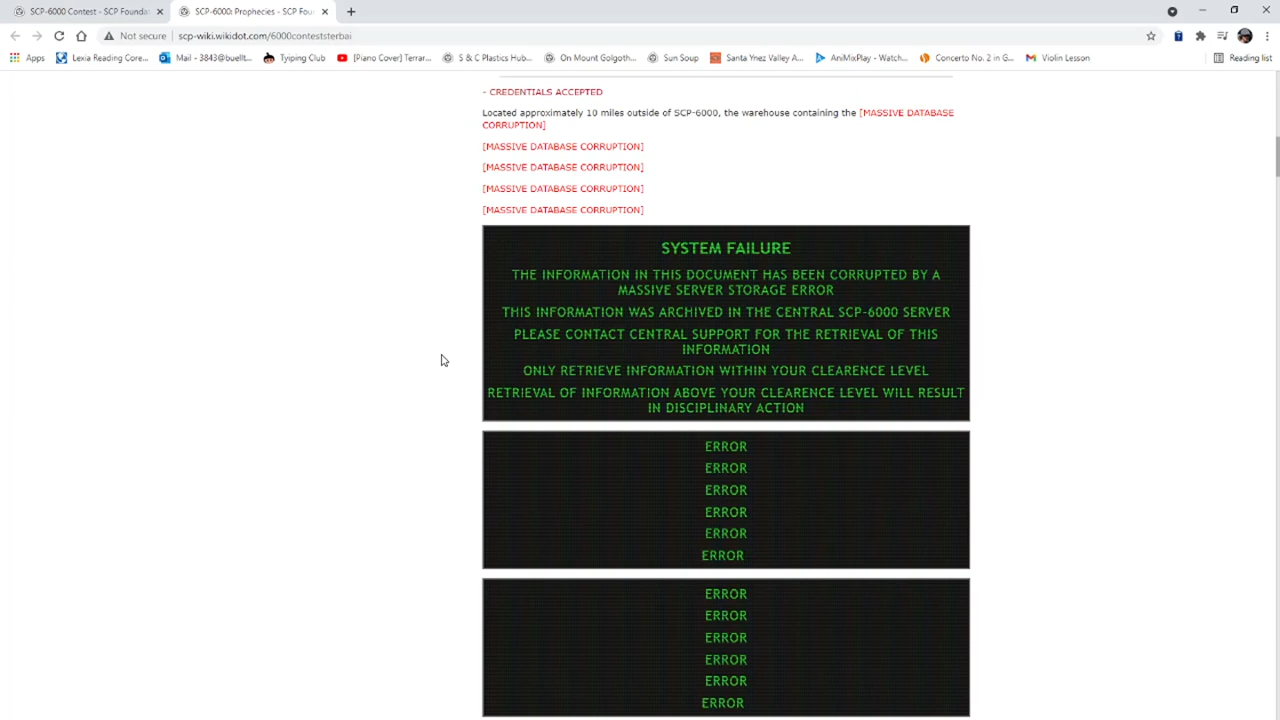 SCP-6000 Contest - SCP Founda
SCP-6000: Prophecies - SCP Fou
Not secure
scp-wiki.wikidot.com/6000conteststerbai
Apps
Lexia Reading Core...
Mail - 3843@buellt...
Typing Club
[Piano Cover] Terrar...
S & C Plastics Hub...
On Mount Golgoth...
Sun Soup
Santa Ynez Valley A...
AniMixPlay - Watch...
Concerto No. 2 in G...
Violin Lesson
Reading list
- CREDENTIALS ACCEPTED
Located approximately 10 miles outside of SCP-6000, the warehouse containing the [MASSIVE DATABASE
CORRUPTION]
[MASSIVE DATABASE CORRUPTION]
[MASSIVE DATABASE CORRUPTION]
[MASSIVE DATABASE CORRUPTION]
[MASSIVE DATABASE CORRUPTION]
SYSTEM FAILURE
THE INFORMATION IN THIS DOCUMENT HAS BEEN CORRUPTED BY A
MASSIVE SERVER STORAGE ERROR
THIS INFORMATION WAS ARCHIVED IN THE CENTRAL SCP-6000 SERVER
PLEASE CONTACT CENTRAL SUPPORT FOR THE RETRIEVAL OF THIS
INFORMATION
ONLY RETRIEVE INFORMATION WITHIN YOUR CLEARENCE LEVEL
RETRIEVAL OF INFORMATION ABOVE YOUR CLEARENCE LEVEL WILL RESULT
IN DISCIPLINARY ACTION
ERROR
ERROR
ERROR
ERROR
ERROR
ERROR
ERROR
ERROR
ERROR
ERROR
ERROR
ERROR